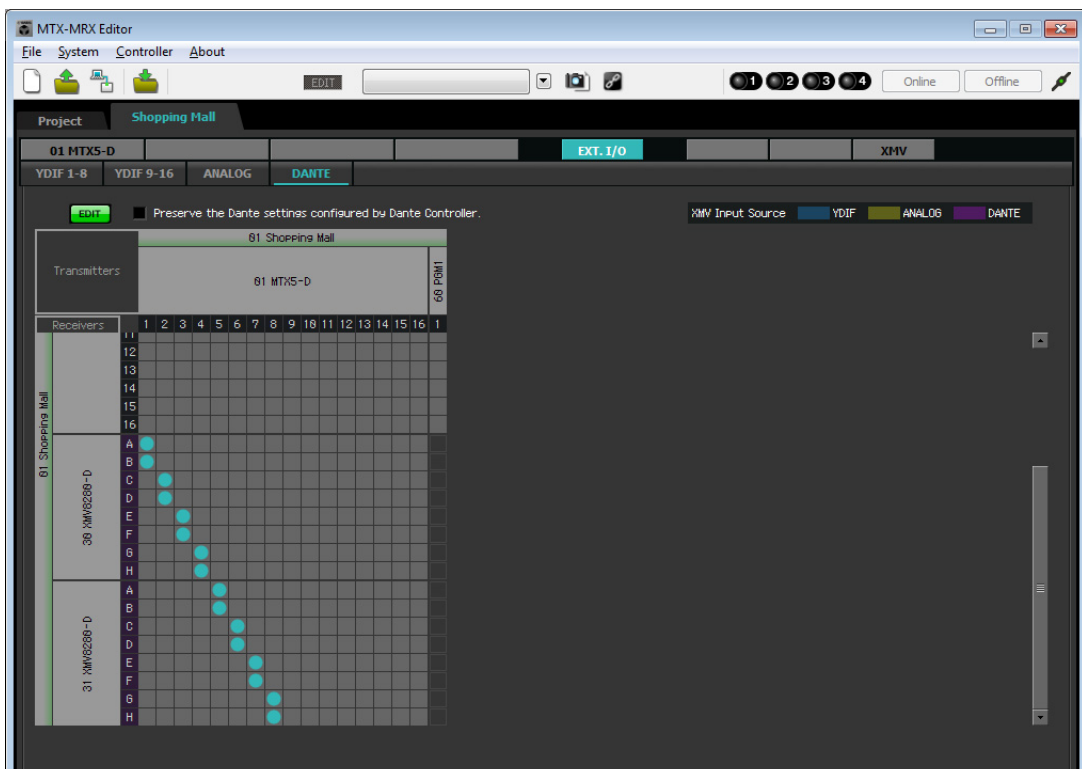 MTX-MRX Editor
File System Controller About
EDIT 1 2 3 4 Online Offline
Project Shopping Mall
01 MTX5-D EXT. I/O XMV
YDIF 1-8 YDIF 9-16 ANALOG DANTE
EDIT Preserve the Dante settings configured by Dante Controller. XMV Input Source YDIF ANALOG DANTE
01 Shopping Mall
Transmitters 01 MTX5-D 60 PGM1
Receivers 1 2 3 4 5 6 7 8 9 10 11 12 13 14 15 16 1
01 Shopping Mall
11
12
13
14
15
16
30 XMV8280-D
A
B
C
D
E
F
G
H
31 XMV8280-D
A
B
C
D
E
F
G
H